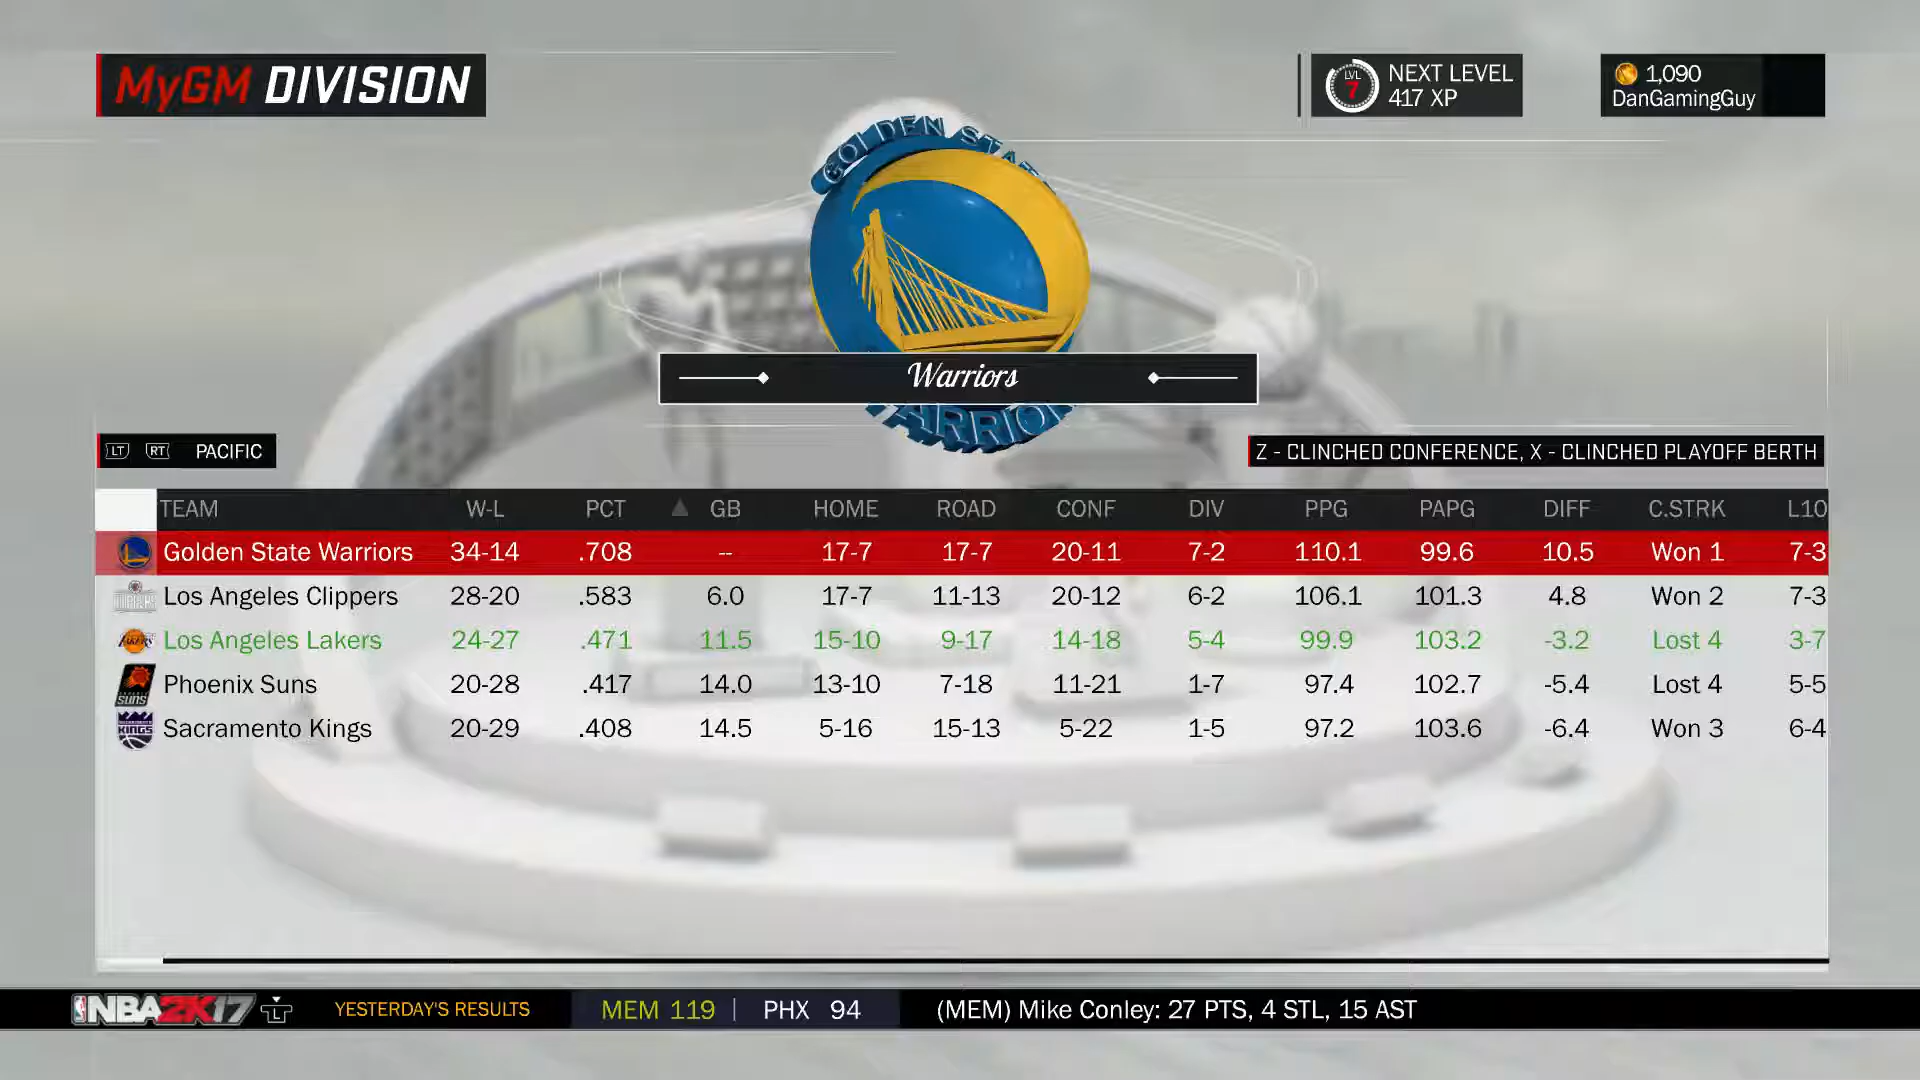 MyGM DIVISION
LVL 7 NEXT LEVEL
417 XP
1,090
DanGamingGuy
GOLDEN STATE
Warriors
WARRIORS
LT RT PACIFIC
Z - CLINCHED CONFERENCE, X - CLINCHED PLAYOFF BERTH
TEAM W-L PCT GB HOME ROAD CONF DIV PPG PAPG DIFF C.STRK L10
Golden State Warriors 34-14 .708 -- 17-7 17-7 20-11 7-2 110.1 99.6 10.5 Won 1 7-3
Los Angeles Clippers 28-20 .583 6.0 17-7 11-13 20-12 6-2 106.1 101.3 4.8 Won 2 7-3
Los Angeles Lakers 24-27 .471 11.5 15-10 9-17 14-18 5-4 99.9 103.2 -3.2 Lost 4 3-7
Phoenix Suns 20-28 .417 14.0 13-10 7-18 11-21 1-7 97.4 102.7 -5.4 Lost 4 5-5
Sacramento Kings 20-29 .408 14.5 5-16 15-13 5-22 1-5 97.2 103.6 -6.4 Won 3 6-4
NBA 2K17 L YESTERDAY'S RESULTS MEM 119 | PHX 94 (MEM) Mike Conley: 27 PTS, 4 STL, 15 AST